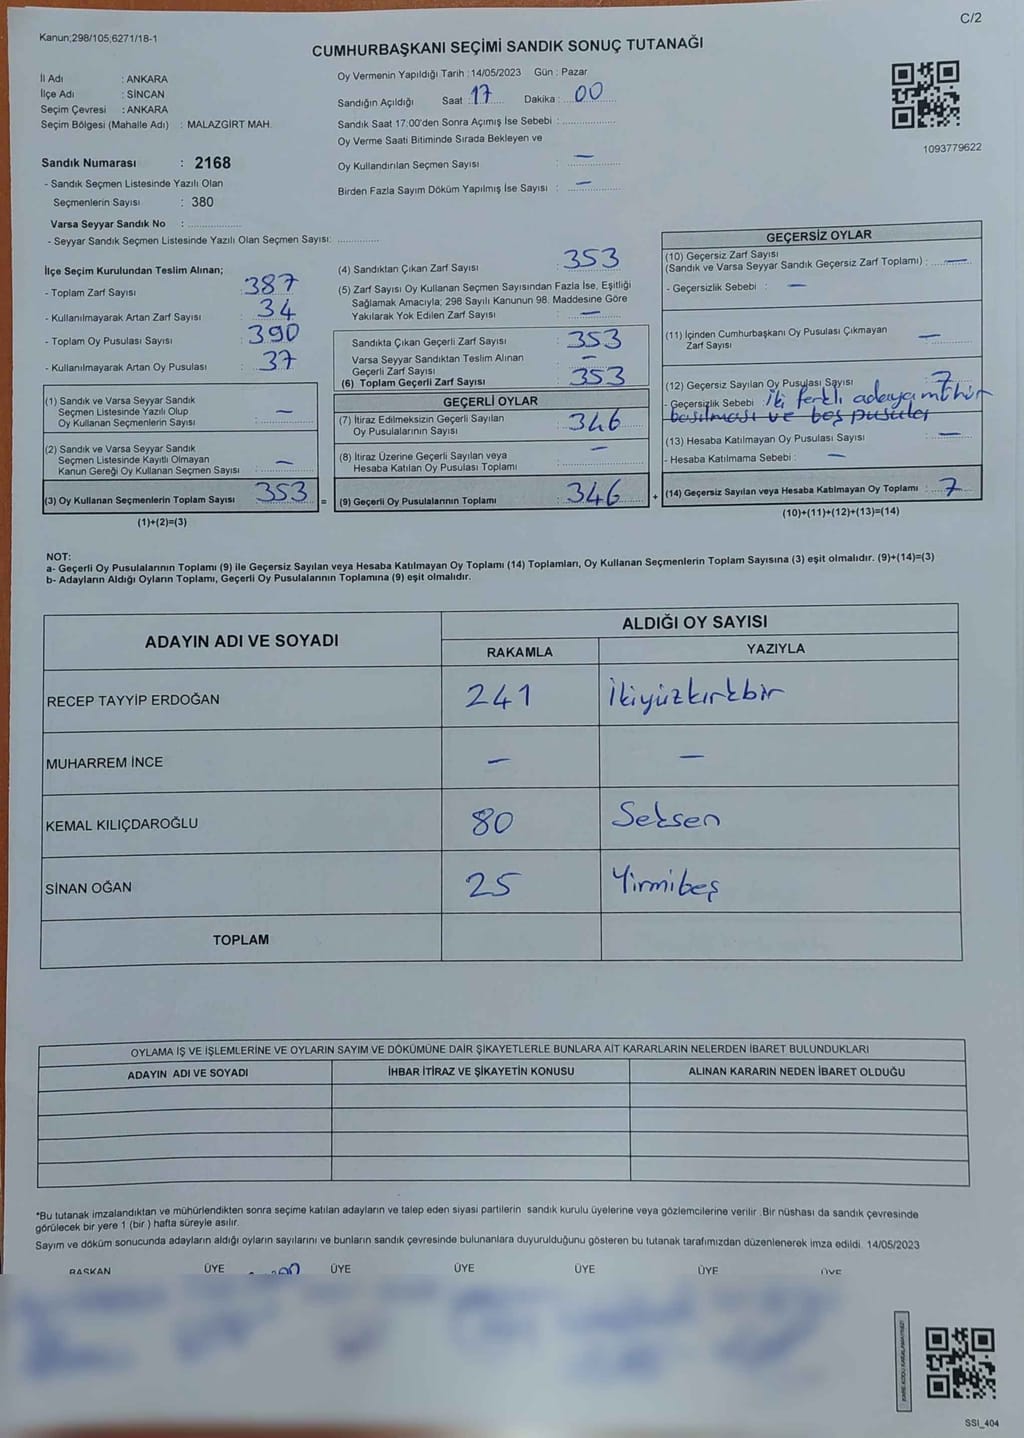 C/2
Kanun;298/105;6271/18-1
CUMHURBAŞKANI SEÇİMİ SANDIK SONUÇ TUTANAĞI
İl Adı : ANKARA
İlçe Adı : SİNCAN
Seçim Çevresi : ANKARA
Seçim Bölgesi (Mahalle Adı) : MALAZGİRT MAH.
Sandık Numarası : 2168
- Sandık Seçmen Listesinde Yazılı Olan
Seçmenlerin Sayısı : 380
Varsa Seyyar Sandık No : ................
- Seyyar Sandık Seçmen Listesinde Yazılı Olan Seçmen Sayısı: .............
Oy Vermenin Yapıldığı Tarih : 14/05/2023 Gün : Pazar
Sandığın Açıldığı Saat : 17 Dakika : 00
Sandık Saat 17:00'den Sonra Açımış İse Sebebi : ................
Oy Verme Saati Bitiminde Sırada Bekleyen ve
Oy Kullandırılan Seçmen Sayısı : —
Birden Fazla Sayım Döküm Yapılmış İse Sayısı : —
1093779622
İlçe Seçim Kurulundan Teslim Alınan;
- Toplam Zarf Sayısı : 387
- Kullanılmayarak Artan Zarf Sayısı : 34
- Toplam Oy Pusulası Sayısı : 390
- Kullanılmayarak Artan Oy Pusulası : 37
(1) Sandık ve Varsa Seyyar Sandık
Seçmen Listesinde Yazılı Olup
Oy Kullanan Seçmenlerin Sayısı : —
(2) Sandık ve Varsa Seyyar Sandık
Seçmen Listesinde Kayıtlı Olmayan
Kanun Gereği Oy Kullanan Seçmen Sayısı : —
(3) Oy Kullanan Seçmenlerin Toplam Sayısı : 353 =
(1)+(2)=(3)
(4) Sandıktan Çıkan Zarf Sayısı : 353
(5) Zarf Sayısı Oy Kullanan Seçmen Sayısından Fazla İse, Eşitliği
Sağlamak Amacıyla; 298 Sayılı Kanunun 98. Maddesine Göre
Yakılarak Yok Edilen Zarf Sayısı : —
Sandıkta Çıkan Geçerli Zarf Sayısı : 353
Varsa Seyyar Sandıktan Teslim Alınan
Geçerli Zarf Sayısı : —
(6) Toplam Geçerli Zarf Sayısı : 353
GEÇERLİ OYLAR
(7) İtiraz Edilmeksizin Geçerli Sayılan
Oy Pusulalarının Sayısı : 346
(8) İtiraz Üzerine Geçerli Sayılan veya
Hesaba Katılan Oy Pusulası Toplamı : —
(9) Geçerli Oy Pusulalarının Toplamı : 346 +
GEÇERSİZ OYLAR
(10) Geçersiz Zarf Sayısı
(Sandık ve Varsa Seyyar Sandık Geçersiz Zarf Toplamı) : —
- Geçersizlik Sebebi : —
(11) İçinden Cumhurbaşkanı Oy Pusulası Çıkmayan
Zarf Sayısı —
(12) Geçersiz Sayılan Oy Pusulası Sayısı : 7
- Geçersizlik Sebebi : İki farklı adaya mühür
basılması ve boş pusula
(13) Hesaba Katılmayan Oy Pusulası Sayısı : —
- Hesaba Katılmama Sebebi : —
(14) Geçersiz Sayılan veya Hesaba Katılmayan Oy Toplamı : 7
(10)+(11)+(12)+(13)=(14)
NOT:
a- Geçerli Oy Pusulalarının Toplamı (9) ile Geçersiz Sayılan veya Hesaba Katılmayan Oy Toplamı (14) Toplamları, Oy Kullanan Seçmenlerin Toplam Sayısına (3) eşit olmalıdır. (9)+(14)=(3)
b- Adayların Aldığı Oyların Toplamı, Geçerli Oy Pusulalarının Toplamına (9) eşit olmalıdır.
ADAYIN ADI VE SOYADI
ALDIĞI OY SAYISI
RAKAMLA YAZIYLA
RECEP TAYYİP ERDOĞAN 241 İkiyüzkırkbir
MUHARREM İNCE — —
KEMAL KILIÇDAROĞLU 80 Seksen
SİNAN OĞAN 25 Yirmibeş
TOPLAM
OYLAMA İŞ VE İŞLEMLERİNE VE OYLARIN SAYIM VE DÖKÜMÜNE DAİR ŞİKAYETLERLE BUNLARA AİT KARARLARIN NELERDEN İBARET BULUNDUKLARI
ADAYIN ADI VE SOYADI İHBAR İTİRAZ VE ŞİKAYETİN KONUSU ALINAN KARARIN NEDEN İBARET OLDUĞU
*Bu tutanak imzalandıktan ve mühürlendikten sonra seçime katılan adayların ve talep eden siyasi partilerin sandık kurulu üyelerine veya gözlemcilerine verilir .Bir nüshası da sandık çevresinde
görülecek bir yere 1 (bir ) hafta süreyle asılır.
Sayım ve döküm sonucunda adayların aldığı oyların sayılarını ve bunların sandık çevresinde bulunanlara duyurulduğunu gösteren bu tutanak tarafımızdan düzenlenerek imza edildi. 14/05/2023
BAŞKAN ÜYE ÜYE ÜYE ÜYE ÜYE ÜYE
SSI_404